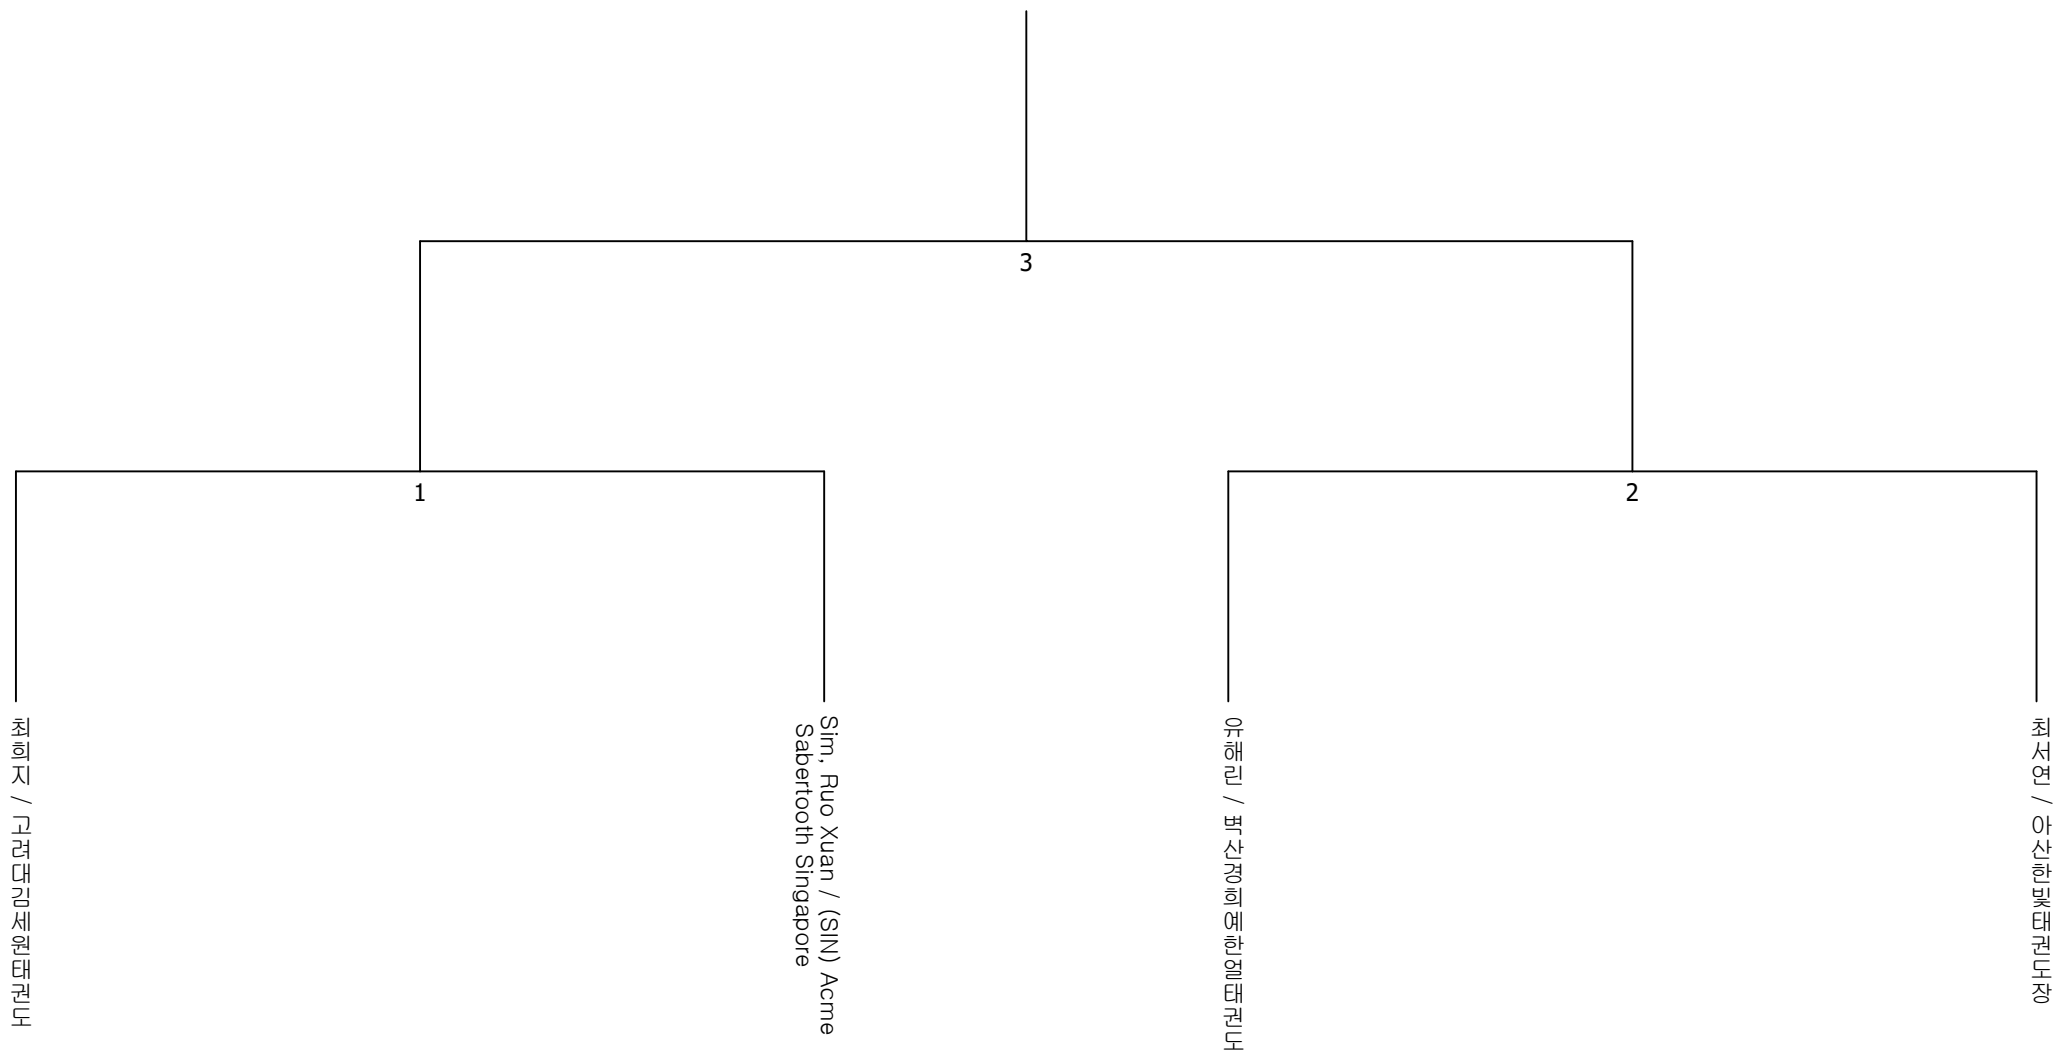 3
1
2
최희지 / 고려대김세원태권도
Sim, Ruo Xuan / (SIN) Acme
Sabertooth Singapore
유해린 / 벽산경희예한얼태권도
최서연 / 아산한빛태권도장